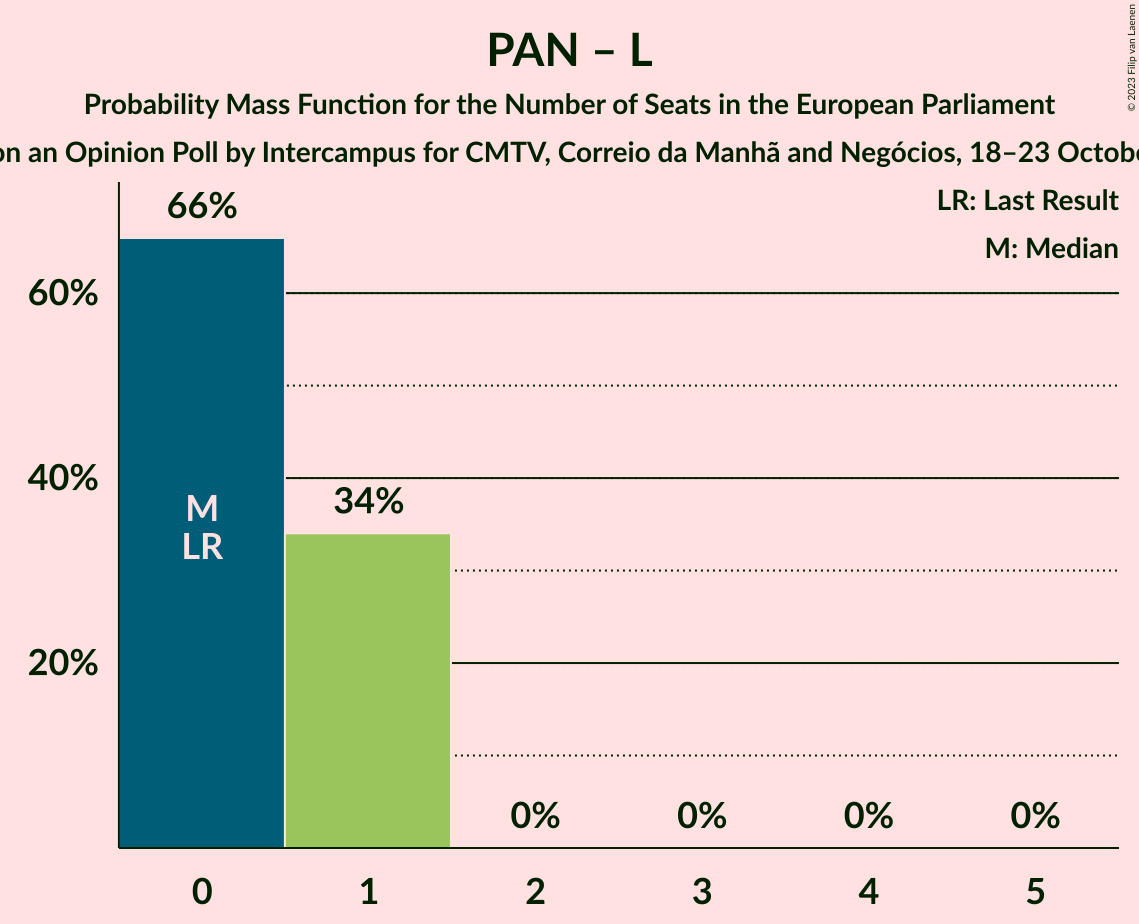 PAN – L
Probability Mass Function for the Number of Seats in the European Parliament
on an Opinion Poll by Intercampus for CMTV, Correio da Manhã and Negócios, 18–23 Octobe
© 2023 Filip van Laenen
LR: Last Result
M: Median
66%
60%
40%
34%
M
LR
20%
0% 0% 0% 0%
0 1 2 3 4 5